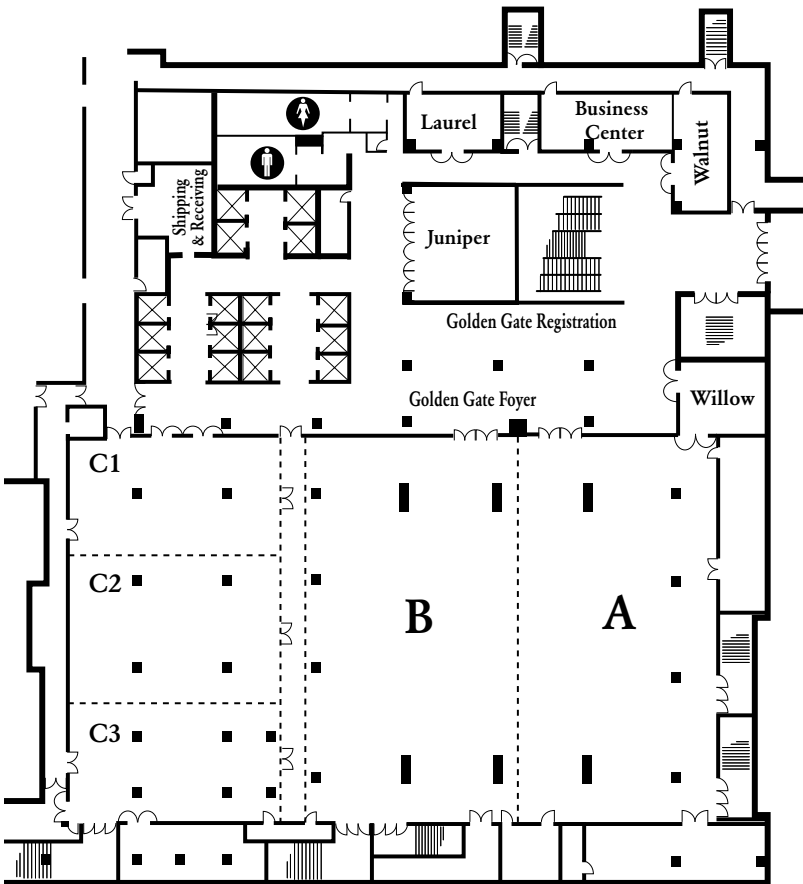 Laurel
Business
Center
Walnut
Shipping
& Receiving
Juniper
Golden Gate Registration
Golden Gate Foyer
Willow
C1
C2
B
A
C3